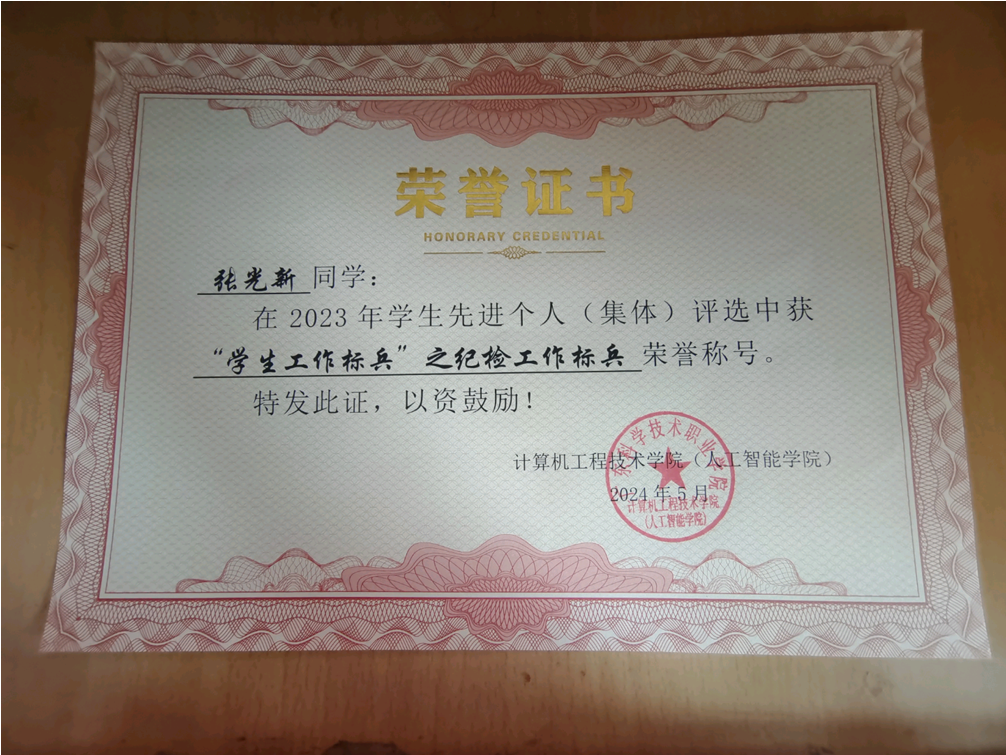 荣誉证书
HONORARY CREDENTIAL
张光新 同学：
在 2023 年学生先进个人（集体）评选中获
“学生工作标兵”之纪检工作标兵 荣誉称号。
特发此证，以资鼓励！
计算机工程技术学院（人工智能学院）
2024 年 5 月
东科学技术职业学院
计算机工程技术学院
（人工智能学院）